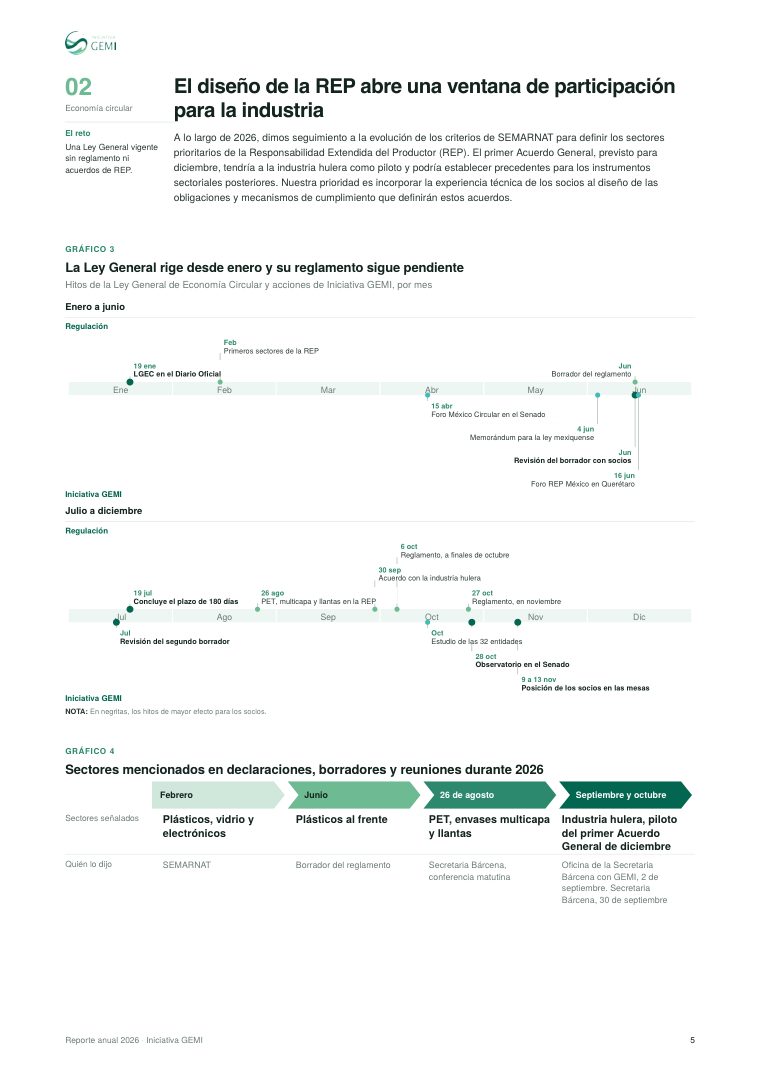 INICIATIVA
GEMI
02
Economía circular
El reto
Una Ley General vigente
sin reglamento ni
acuerdos de REP.
El diseño de la REP abre una ventana de participación
para la industria
A lo largo de 2026, dimos seguimiento a la evolución de los criterios de SEMARNAT para definir los sectores
prioritarios de la Responsabilidad Extendida del Productor (REP). El primer Acuerdo General, previsto para
diciembre, tendría a la industria hulera como piloto y podría establecer precedentes para los instrumentos
sectoriales posteriores. Nuestra prioridad es incorporar la experiencia técnica de los socios al diseño de las
obligaciones y mecanismos de cumplimiento que definirán estos acuerdos.
GRÁFICO 3
La Ley General rige desde enero y su reglamento sigue pendiente
Hitos de la Ley General de Economía Circular y acciones de Iniciativa GEMI, por mes
Enero a junio
Regulación
Feb
Primeros sectores de la REP
19 ene
LGEC en el Diario Oficial
Jun
Borrador del reglamento
Ene Feb Mar Abr May Jun
15 abr
Foro México Circular en el Senado
4 jun
Memorándum para la ley mexiquense
Jun
Revisión del borrador con socios
16 jun
Foro REP México en Querétaro
Iniciativa GEMI
Julio a diciembre
Regulación
6 oct
Reglamento, a finales de octubre
30 sep
Acuerdo con la industria hulera
19 jul
Concluye el plazo de 180 días
26 ago
PET, multicapa y llantas en la REP
27 oct
Reglamento, en noviembre
Jul Ago Sep Oct Nov Dic
Jul
Revisión del segundo borrador
Oct
Estudio de las 32 entidades
28 oct
Observatorio en el Senado
9 a 13 nov
Posición de los socios en las mesas
Iniciativa GEMI
NOTA: En negritas, los hitos de mayor efecto para los socios.
GRÁFICO 4
Sectores mencionados en declaraciones, borradores y reuniones durante 2026
Febrero Junio 26 de agosto Septiembre y octubre
Sectores señalados
Plásticos, vidrio y
electrónicos
Plásticos al frente
PET, envases multicapa
y llantas
Industria hulera, piloto
del primer Acuerdo
General de diciembre
Quién lo dijo
SEMARNAT
Borrador del reglamento
Secretaria Bárcena,
conferencia matutina
Oficina de la Secretaria
Bárcena con GEMI, 2 de
septiembre. Secretaria
Bárcena, 30 de septiembre
Reporte anual 2026 · Iniciativa GEMI
5